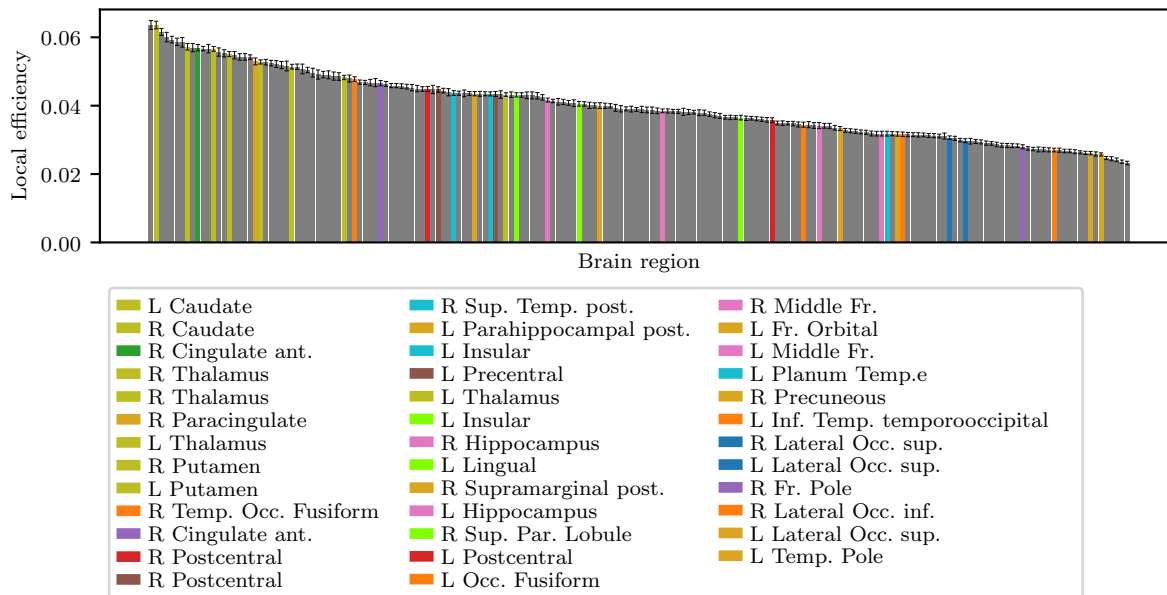 0.06
0.04
0.02
0.00
Local efficiency
Brain region
L Caudate
R Caudate
R Cingulate ant.
R Thalamus
R Thalamus
R Paracingulate
L Thalamus
R Putamen
L Putamen
R Temp. Occ. Fusiform
R Cingulate ant.
R Postcentral
R Postcentral
R Sup. Temp. post.
L Parahippocampal post.
L Insular
L Precentral
L Thalamus
L Insular
R Hippocampus
L Lingual
R Supramarginal post.
L Hippocampus
R Sup. Par. Lobule
L Postcentral
L Occ. Fusiform
R Middle Fr.
L Fr. Orbital
L Middle Fr.
L Planum Temp.e
R Precuneous
L Inf. Temp. temporooccipital
R Lateral Occ. sup.
L Lateral Occ. sup.
R Fr. Pole
R Lateral Occ. inf.
L Lateral Occ. sup.
L Temp. Pole